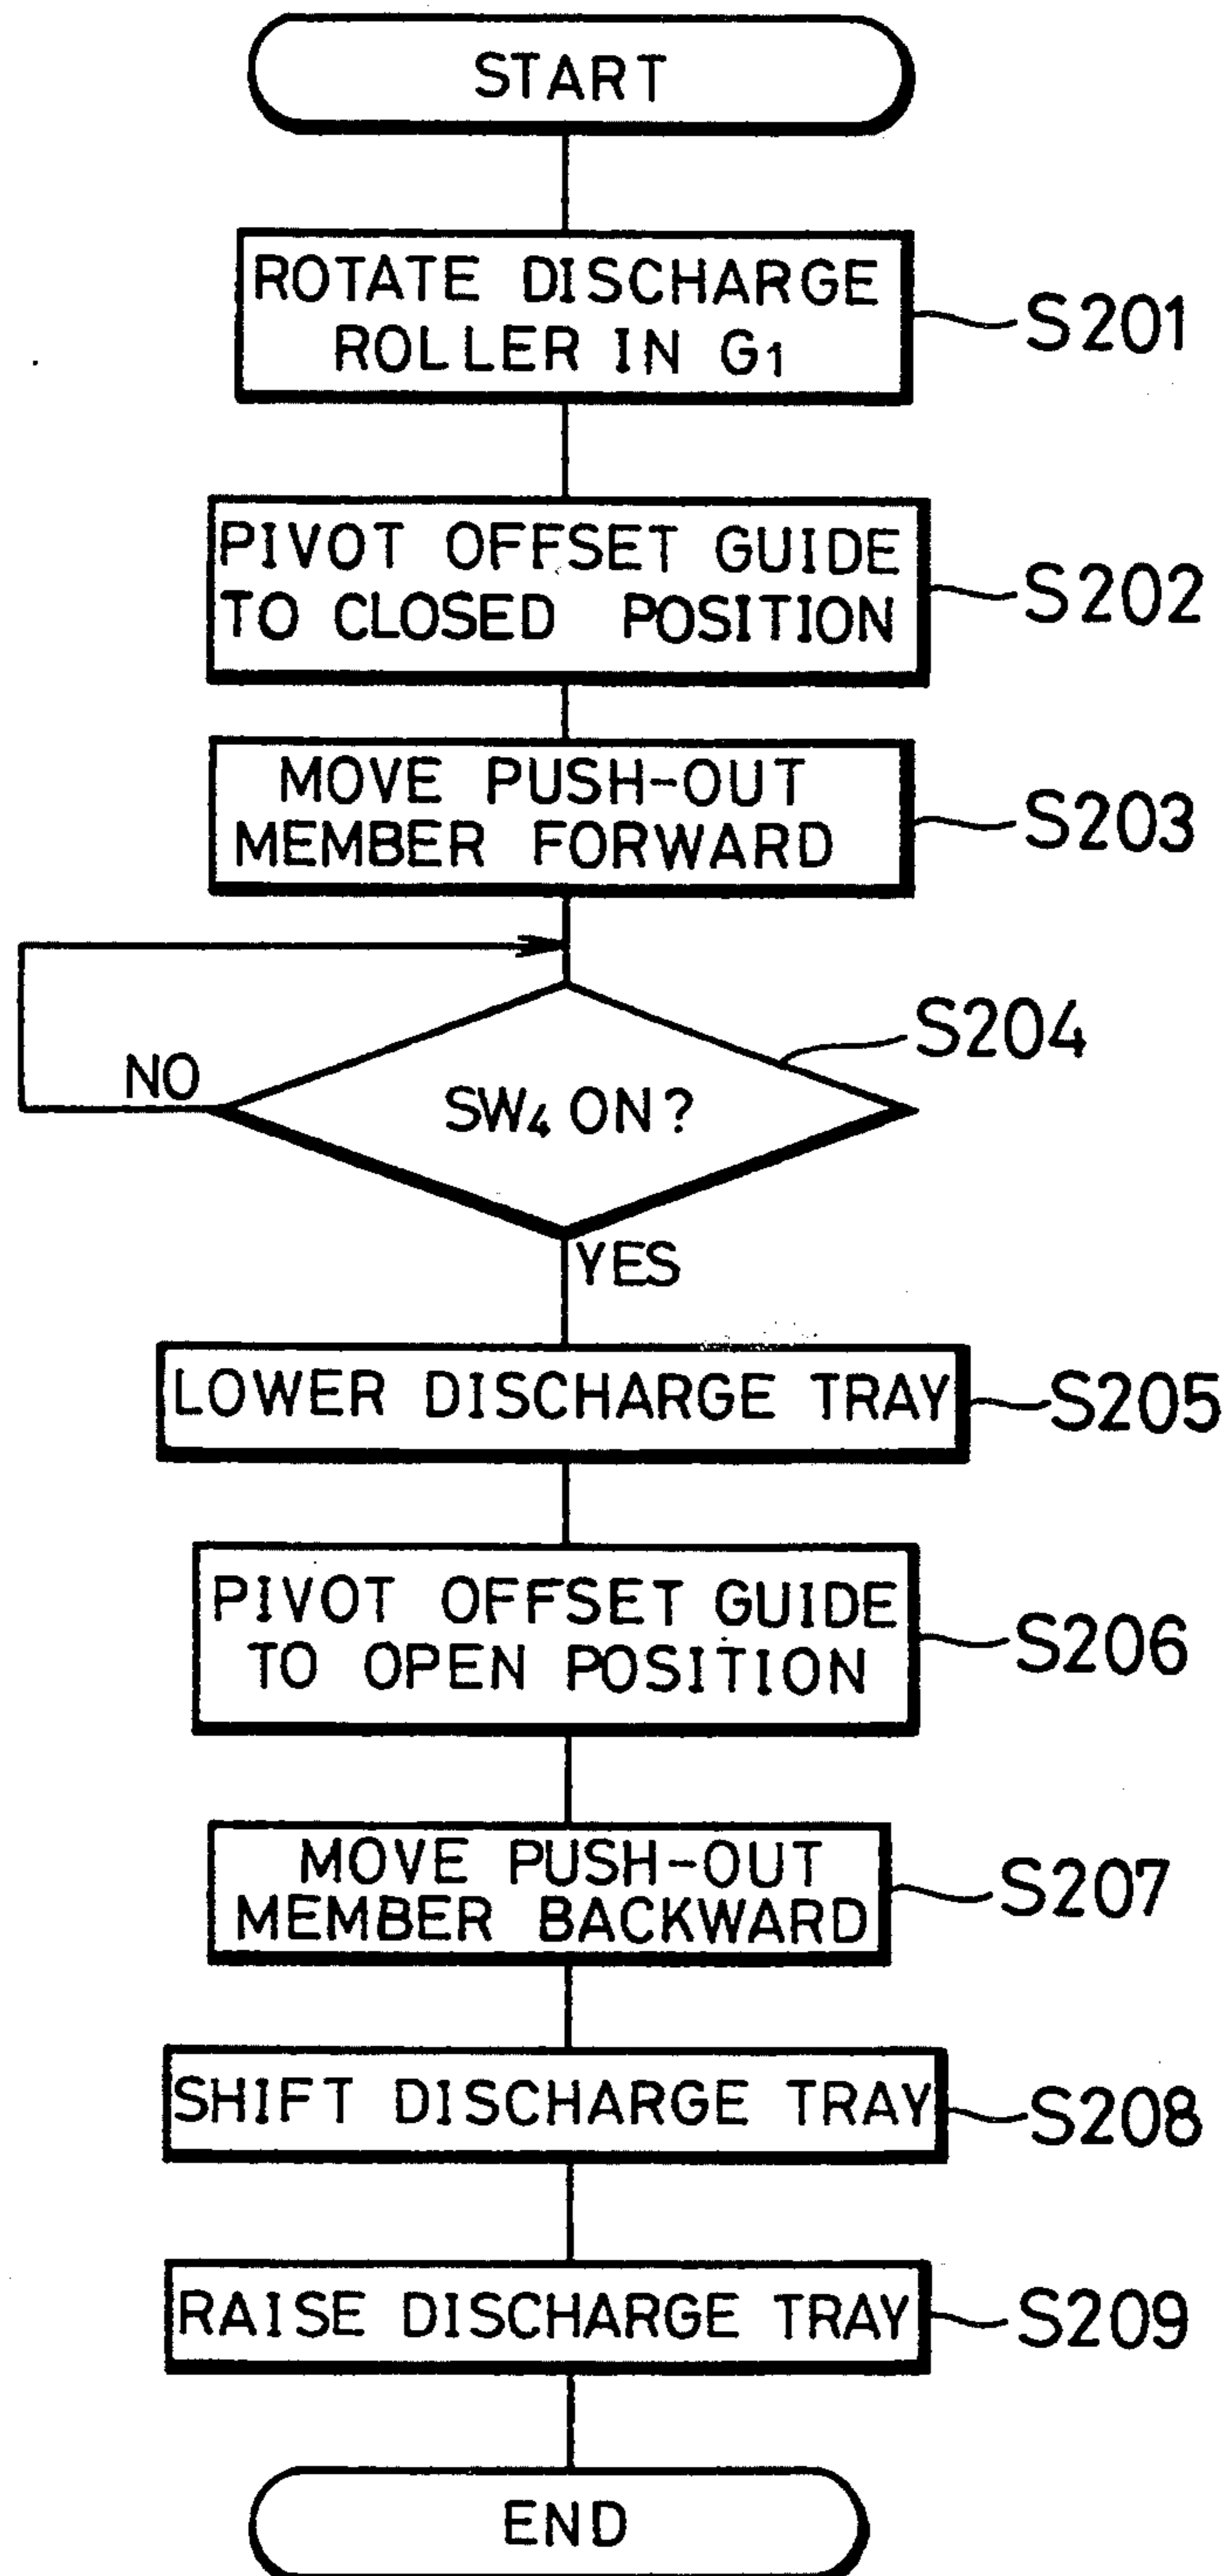 START
ROTATE DISCHARGE
ROLLER IN G1
S201
PIVOT OFFSET GUIDE
TO CLOSED POSITION
S202
MOVE PUSH-OUT
MEMBER FORWARD
S203
S204
NO
SW4 ON?
YES
LOWER DISCHARGE TRAY
S205
PIVOT OFFSET GUIDE
TO OPEN POSITION
S206
MOVE PUSH-OUT
MEMBER BACKWARD
S207
SHIFT DISCHARGE TRAY
S208
RAISE DISCHARGE TRAY
S209
END